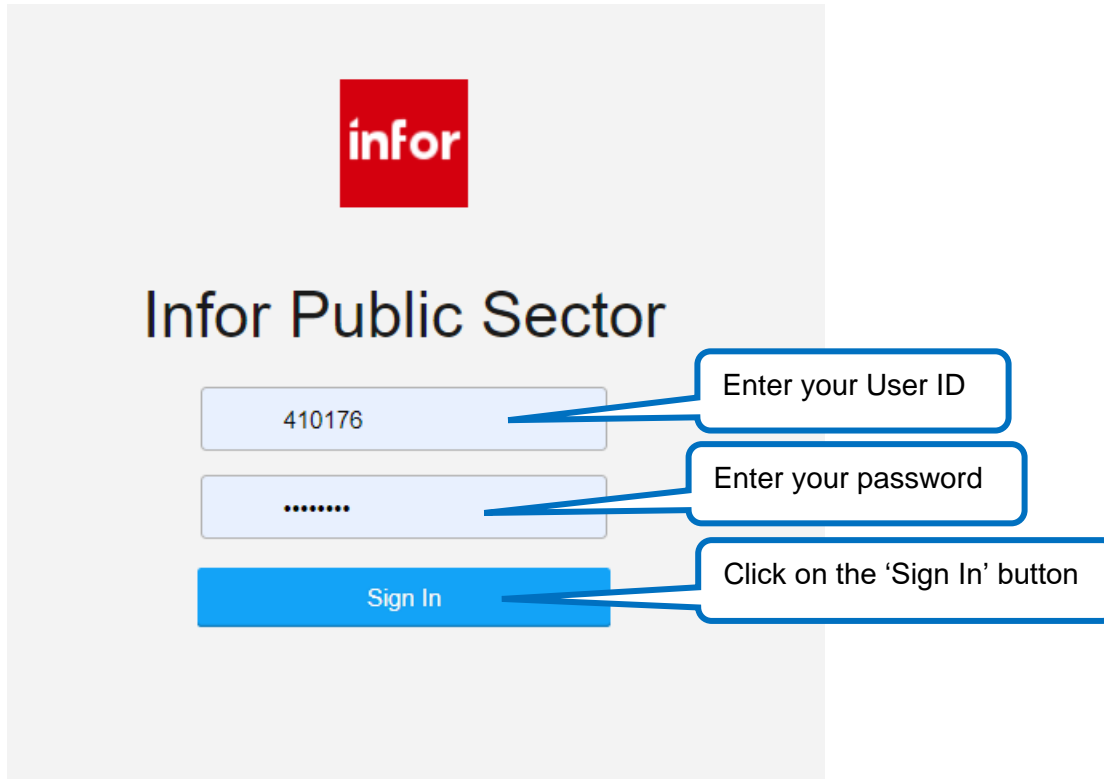 infor
Infor Public Sector
Enter your User ID
410176
Enter your password
••••••••
Click on the ‘Sign In’ button
Sign In